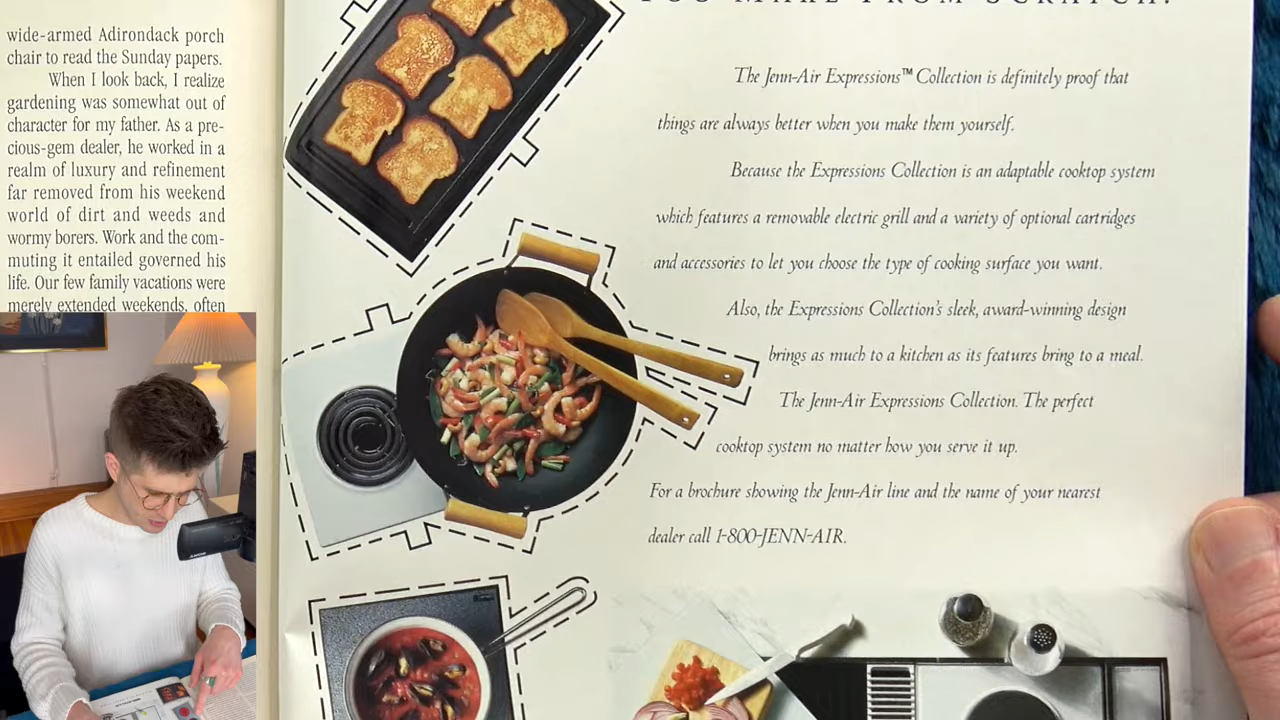 wide-armed Adirondack porch
chair to read the Sunday papers.
When I look back, I realize
gardening was somewhat out of
character for my father. As a pre-
cious-gem dealer, he worked in a
realm of luxury and refinement
far removed from his weekend
world of dirt and weeds and
wormy borers. Work and the com-
muting it entailed governed his
life. Our few family vacations were
merely extended weekends, often
YOU MAKE FROM SCRATCH.
The Jenn-Air Expressions™ Collection is definitely proof that
things are always better when you make them yourself.
Because the Expressions Collection is an adaptable cooktop system
which features a removable electric grill and a variety of optional cartridges
and accessories to let you choose the type of cooking surface you want.
Also, the Expressions Collection's sleek, award-winning design
brings as much to a kitchen as its features bring to a meal.
The Jenn-Air Expressions Collection. The perfect
cooktop system no matter how you serve it up.
For a brochure showing the Jenn-Air line and the name of your nearest
dealer call 1-800-JENN-AIR.